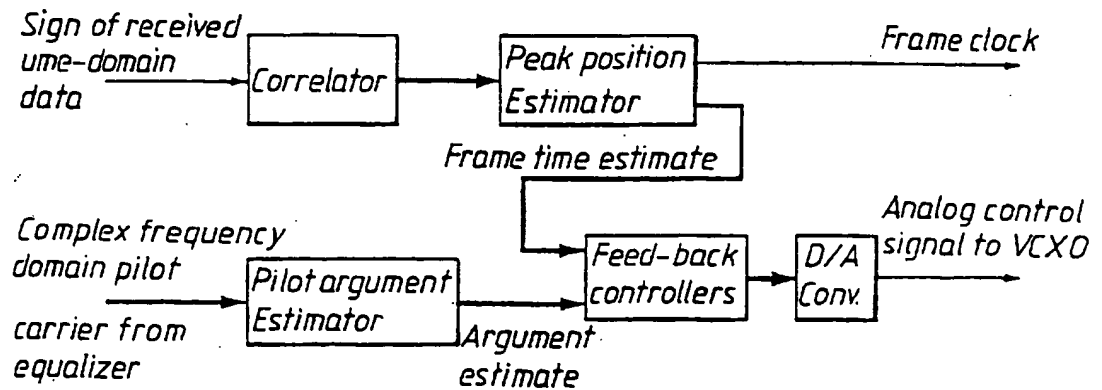 Sign of received
ume-domain
data
Correlator
Peak position
Estimator
Frame clock
Frame time estimate
Complex frequency
domain pilot
carrier from
equalizer
Pilot argument
Estimator
Argument
estimate
Feed-back
controllers
D/A
Conv.
Analog control
signal to VCXO